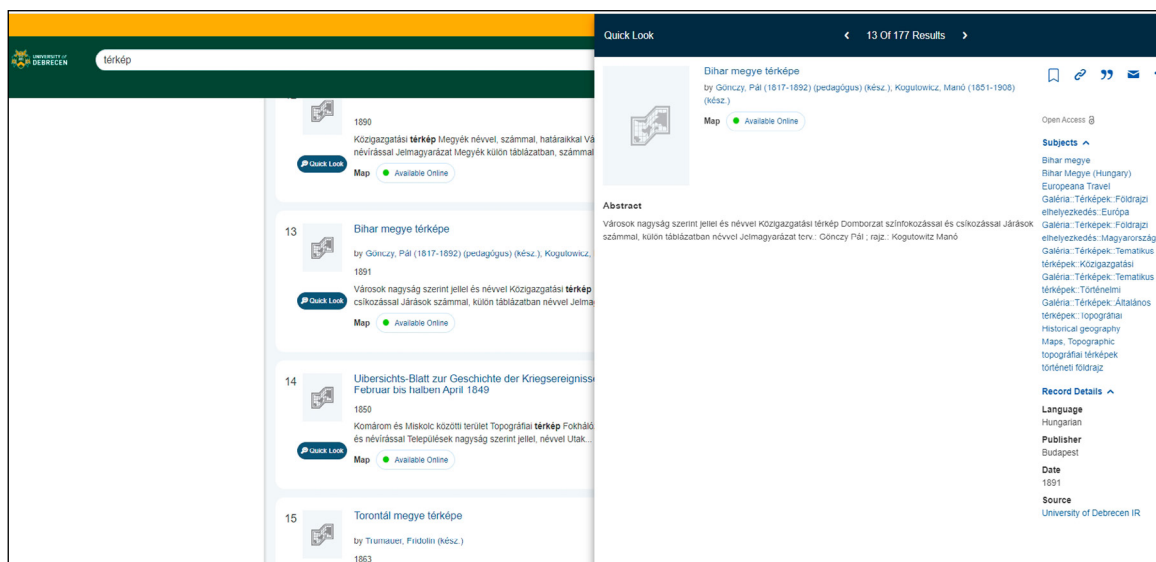 UNIVERSITY of
DEBRECEN
térkép
1890
Közigazgatási térkép Megyék névvel, számmal, határaikkal Vá
névírással Jelmagyarázat Megyék külön táblázatban, számmal
Quick Look
Map Available Online
13
Bihar megye térképe
by Gönczy, Pál (1817-1892) (pedagógus) (kész.), Kogutowicz,
1891
Városok nagyság szerint jellel és névvel Közigazgatási térkép
csíkozással Járások számmal, külön táblázatban névvel Jelma
Quick Look
Map Available Online
14
Uibersichts-Blatt zur Geschichte der Kriegsereigniss
Februar bis halben April 1849
1850
Komárom és Miskolc közötti terület Topográfiai térkép Fokháló
és névírással Települések nagyság szerint jellel, névvel Utak...
Quick Look
Map Available Online
15
Torontál megye térképe
by Trumauer, Fridolin (kész.)
1863
Quick Look
13 Of 177 Results
Bihar megye térképe
by Gönczy, Pál (1817-1892) (pedagógus) (kész.), Kogutowicz, Manó (1851-1908)
(kész.)
Map Available Online
Abstract
Városok nagyság szerint jellel és névvel Közigazgatási térkép Domborzat színfokozással és csíkozással Járások
számmal, külön táblázatban névvel Jelmagyarázat terv.: Gönczy Pál ; rajz.: Kogutowitz Manó
Open Access
Subjects
Bihar megye
Bihar Megye (Hungary)
Europeana Travel
Galéria::Térképek::Földrajzi
elhelyezkedés::Európa
Galéria::Térképek::Földrajzi
elhelyezkedés::Magyarország
Galéria::Térképek::Tematikus
térképek::Közigazgatási
Galéria::Térképek::Tematikus
térképek::Történelmi
Galéria::Térképek::Általános
térképek::Topográfiai
Historical geography
Maps, Topographic
topográfiai térképek
történeti földrajz
Record Details
Language
Hungarian
Publisher
Budapest
Date
1891
Source
University of Debrecen IR